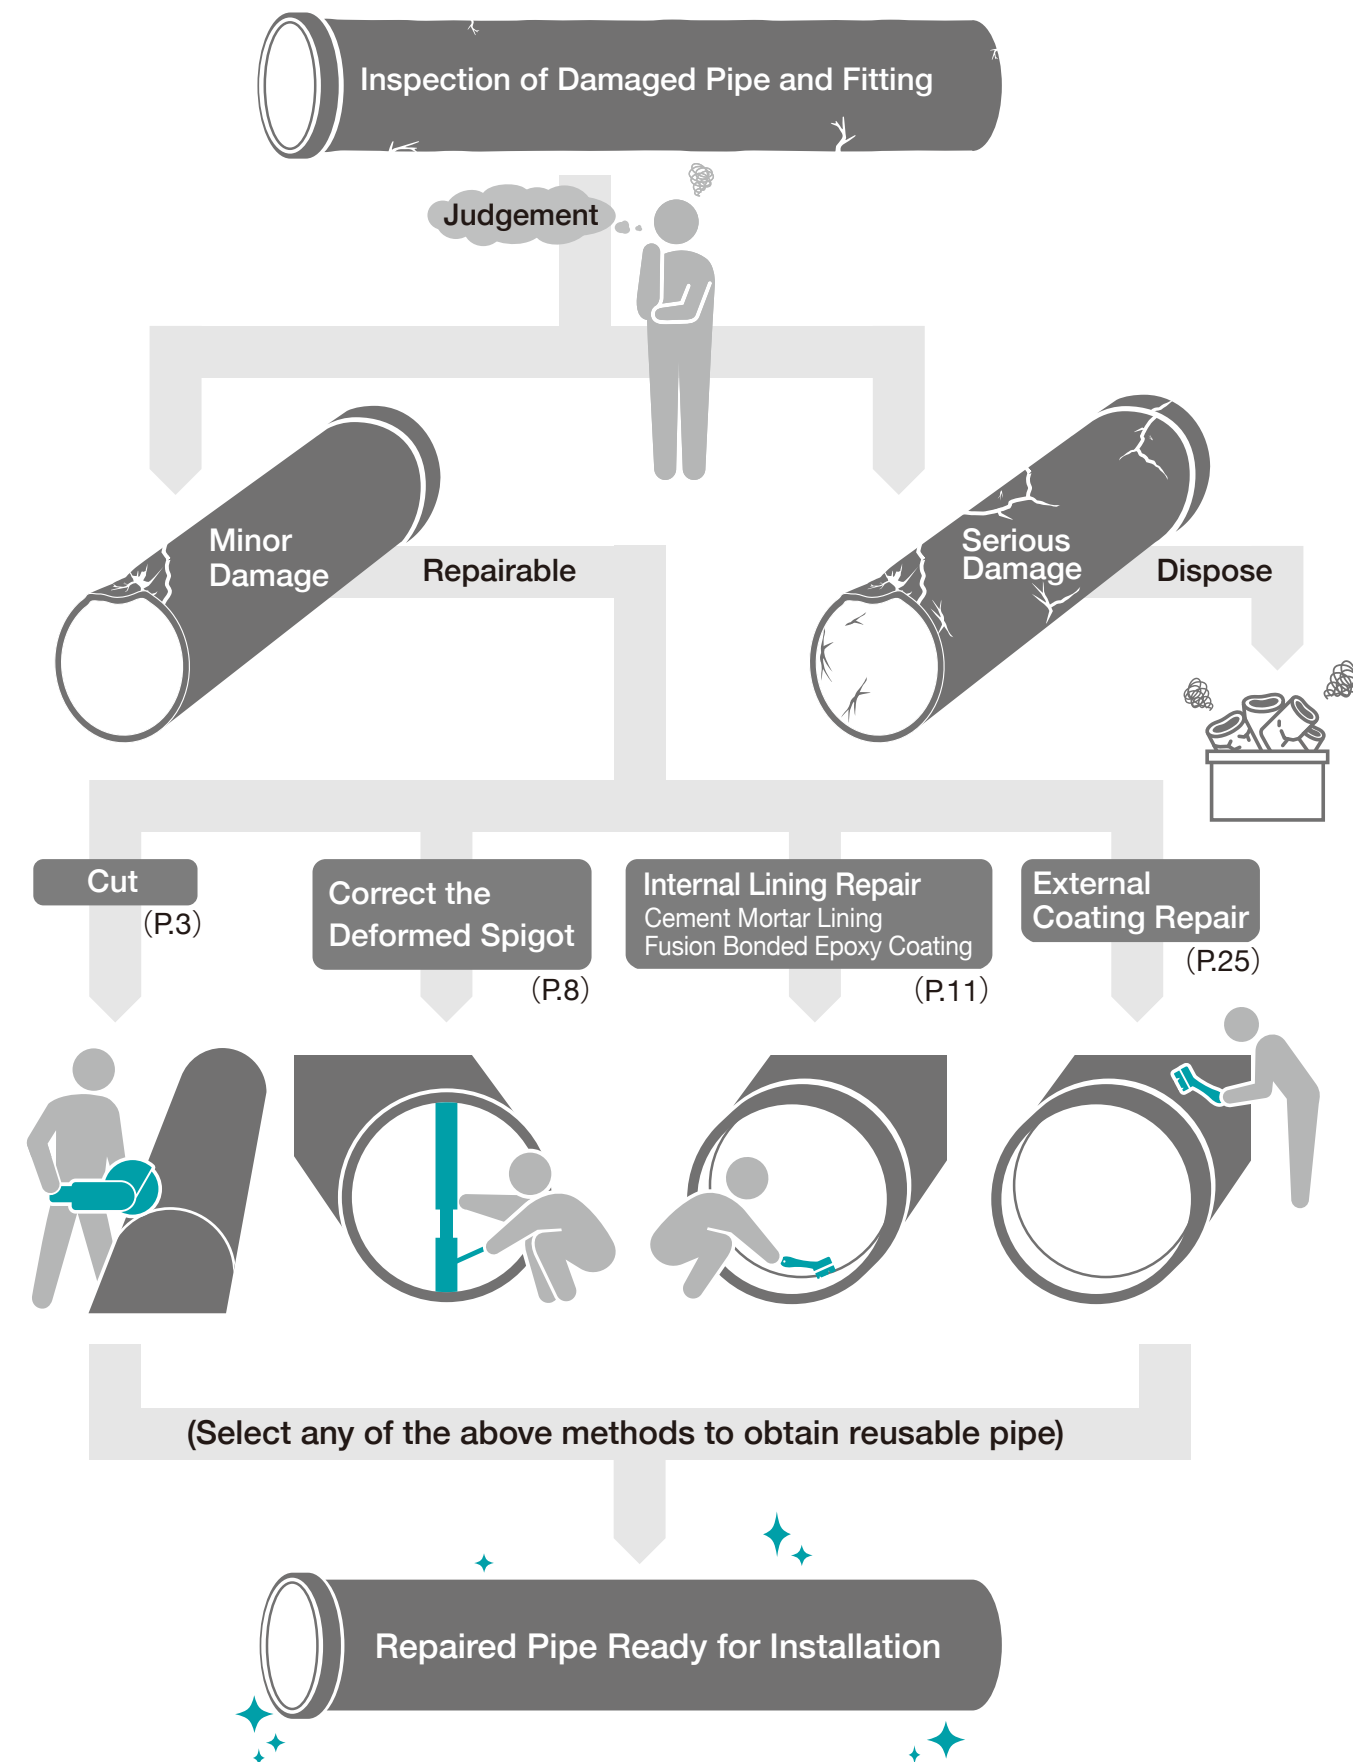 Inspection of Damaged Pipe and Fitting
Judgement
Minor
Damage
Repairable
Serious
Damage
Dispose
Cut
(P.3)
Correct the
Deformed Spigot
(P.8)
Internal Lining Repair
Cement Mortar Lining
Fusion Bonded Epoxy Coating
(P.11)
External
Coating Repair
(P.25)
(Select any of the above methods to obtain reusable pipe)
Repaired Pipe Ready for Installation